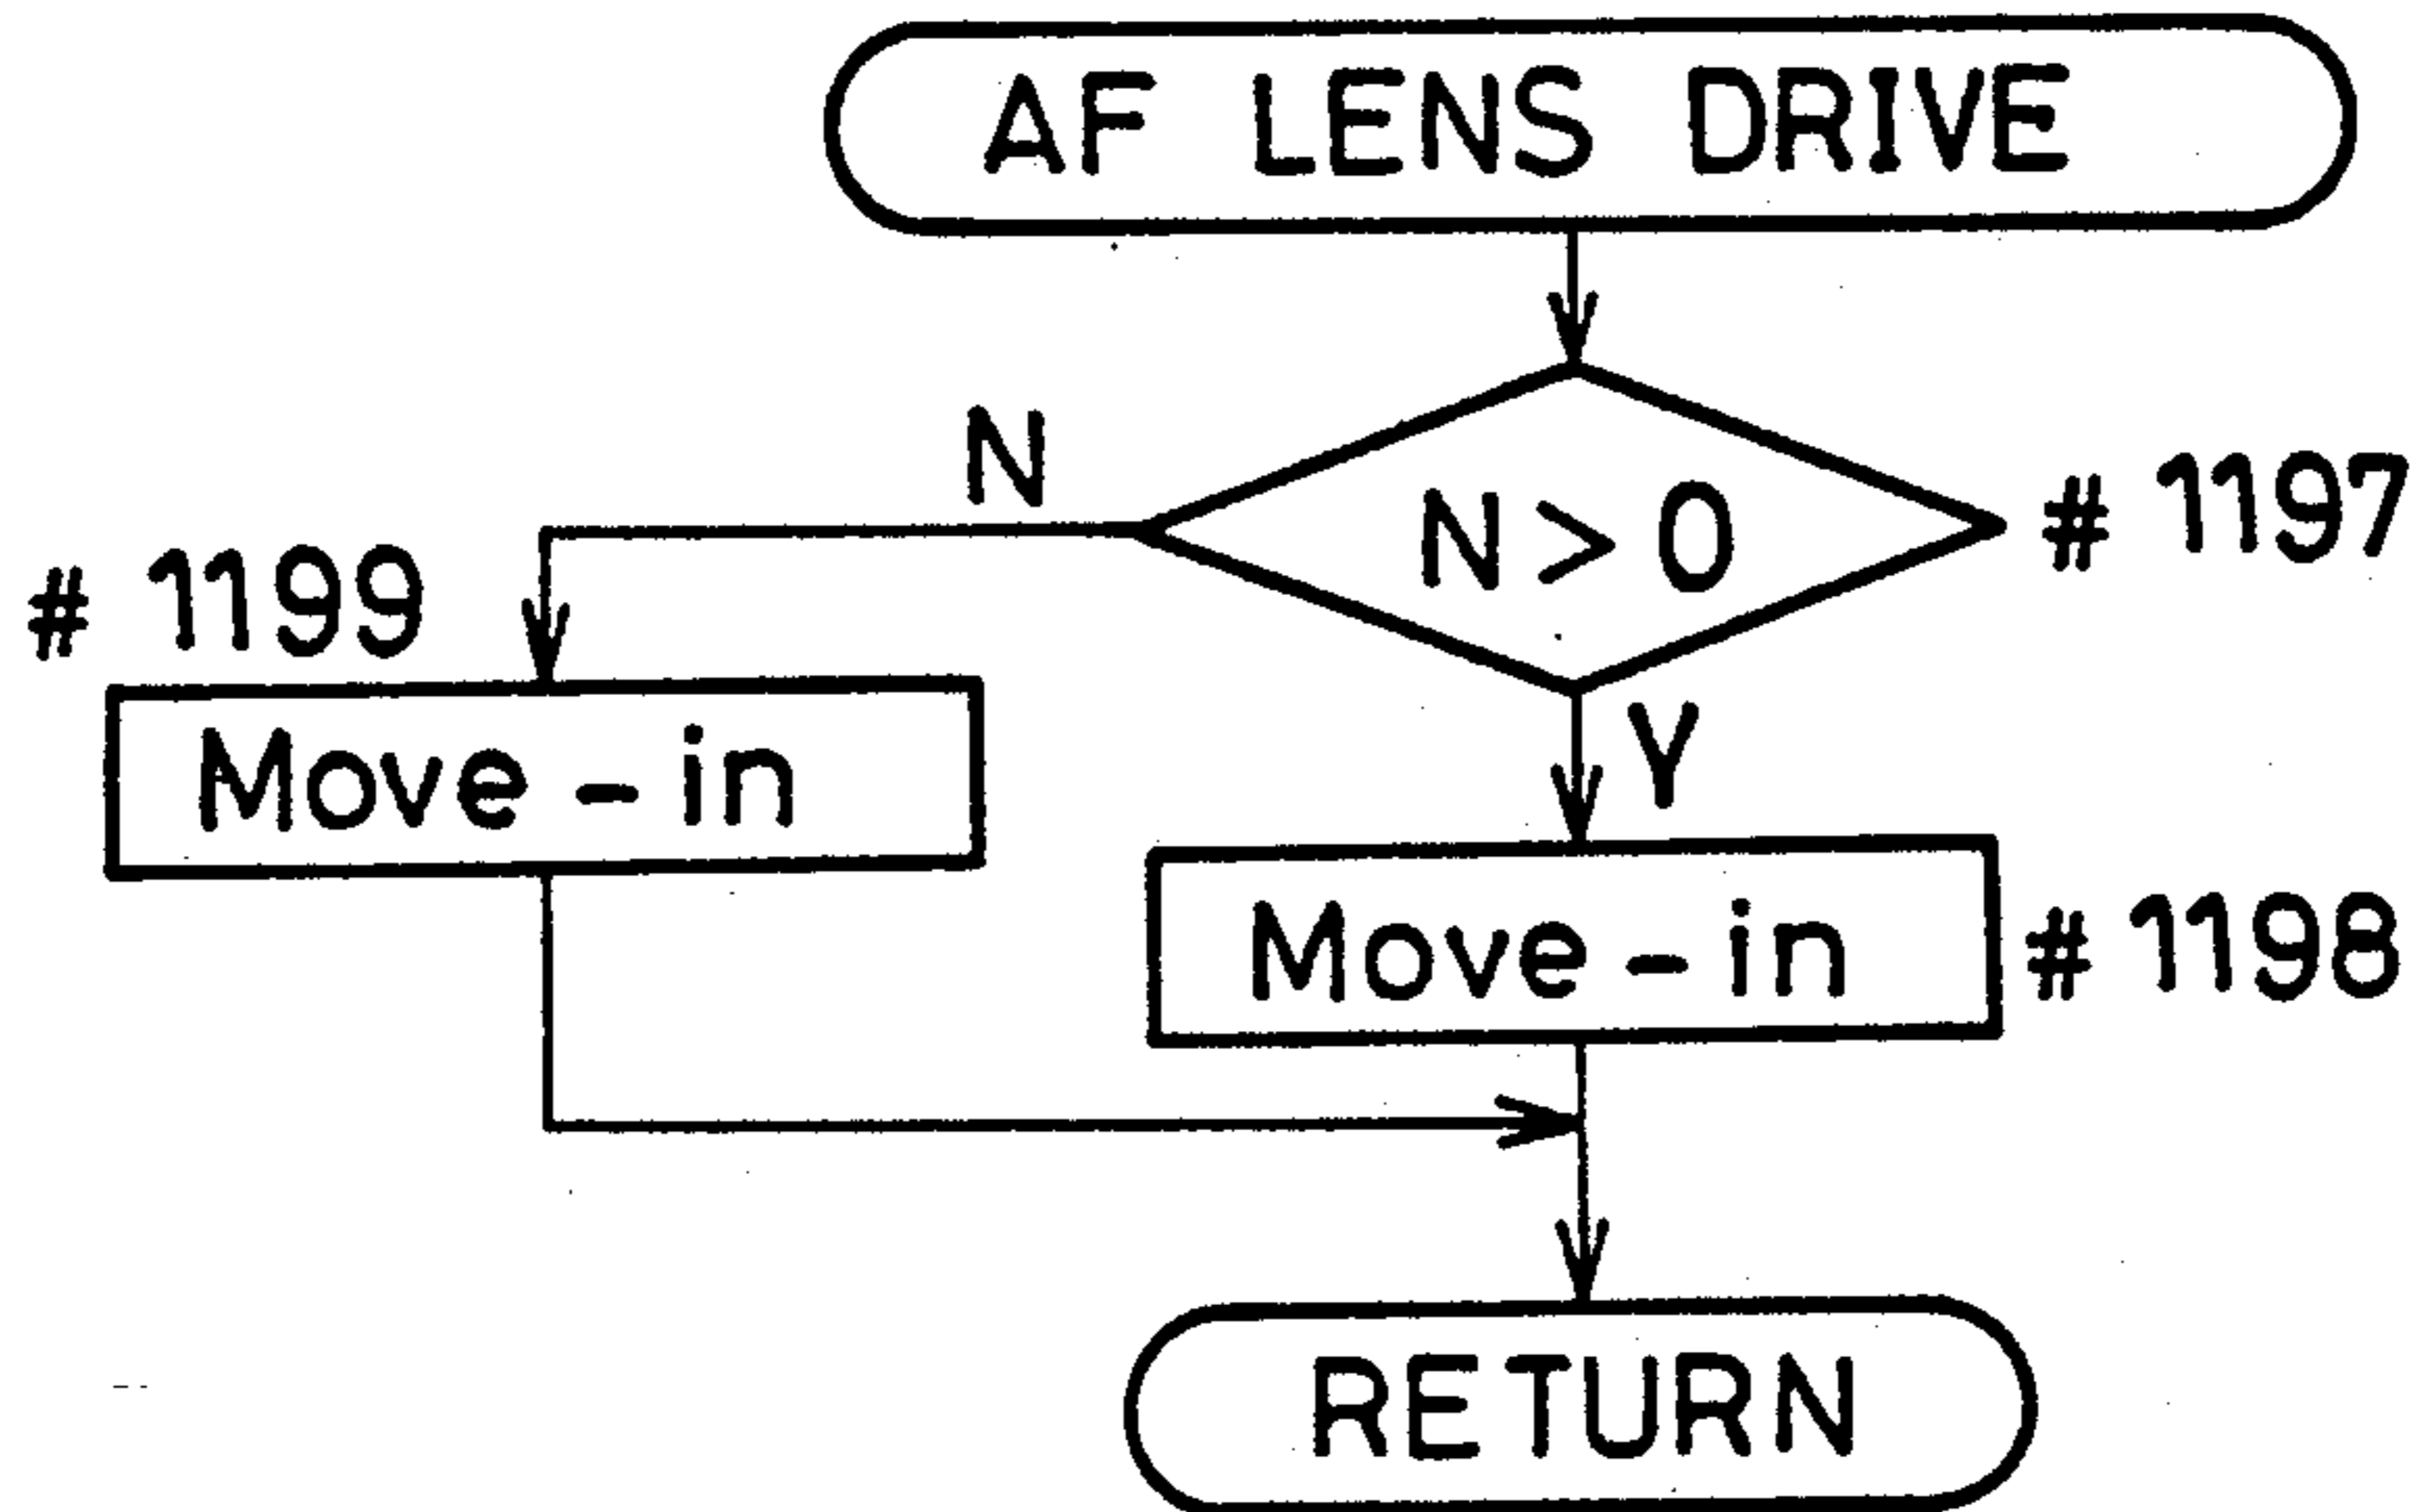 AF LENS DRIVE
N
N>0
# 1197
# 1199
Y
Move-in
Move-in
# 1198
RETURN